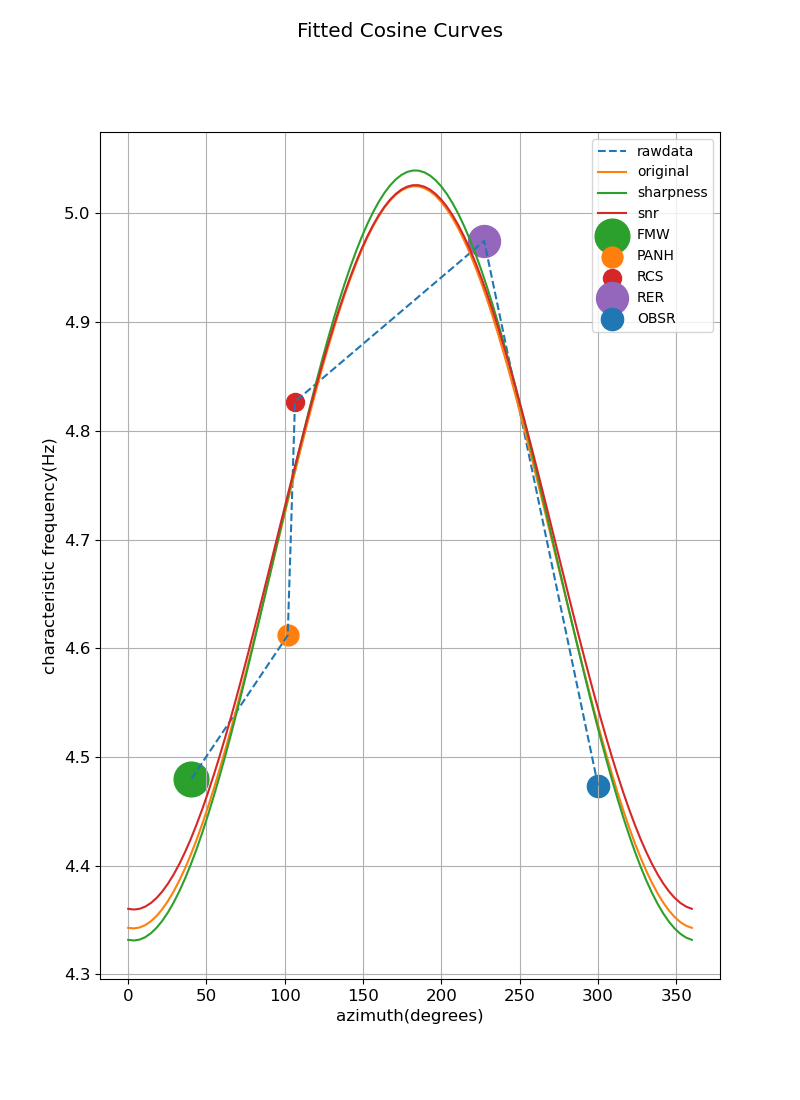 Fitted Cosine Curves
rawdata
original
sharpness
snr
FMW
PANH
RCS
RER
OBSR
characteristic frequency(Hz)
5.0
4.9
4.8
4.7
4.6
4.5
4.4
4.3
0 50 100 150 200 250 300 350
azimuth(degrees)